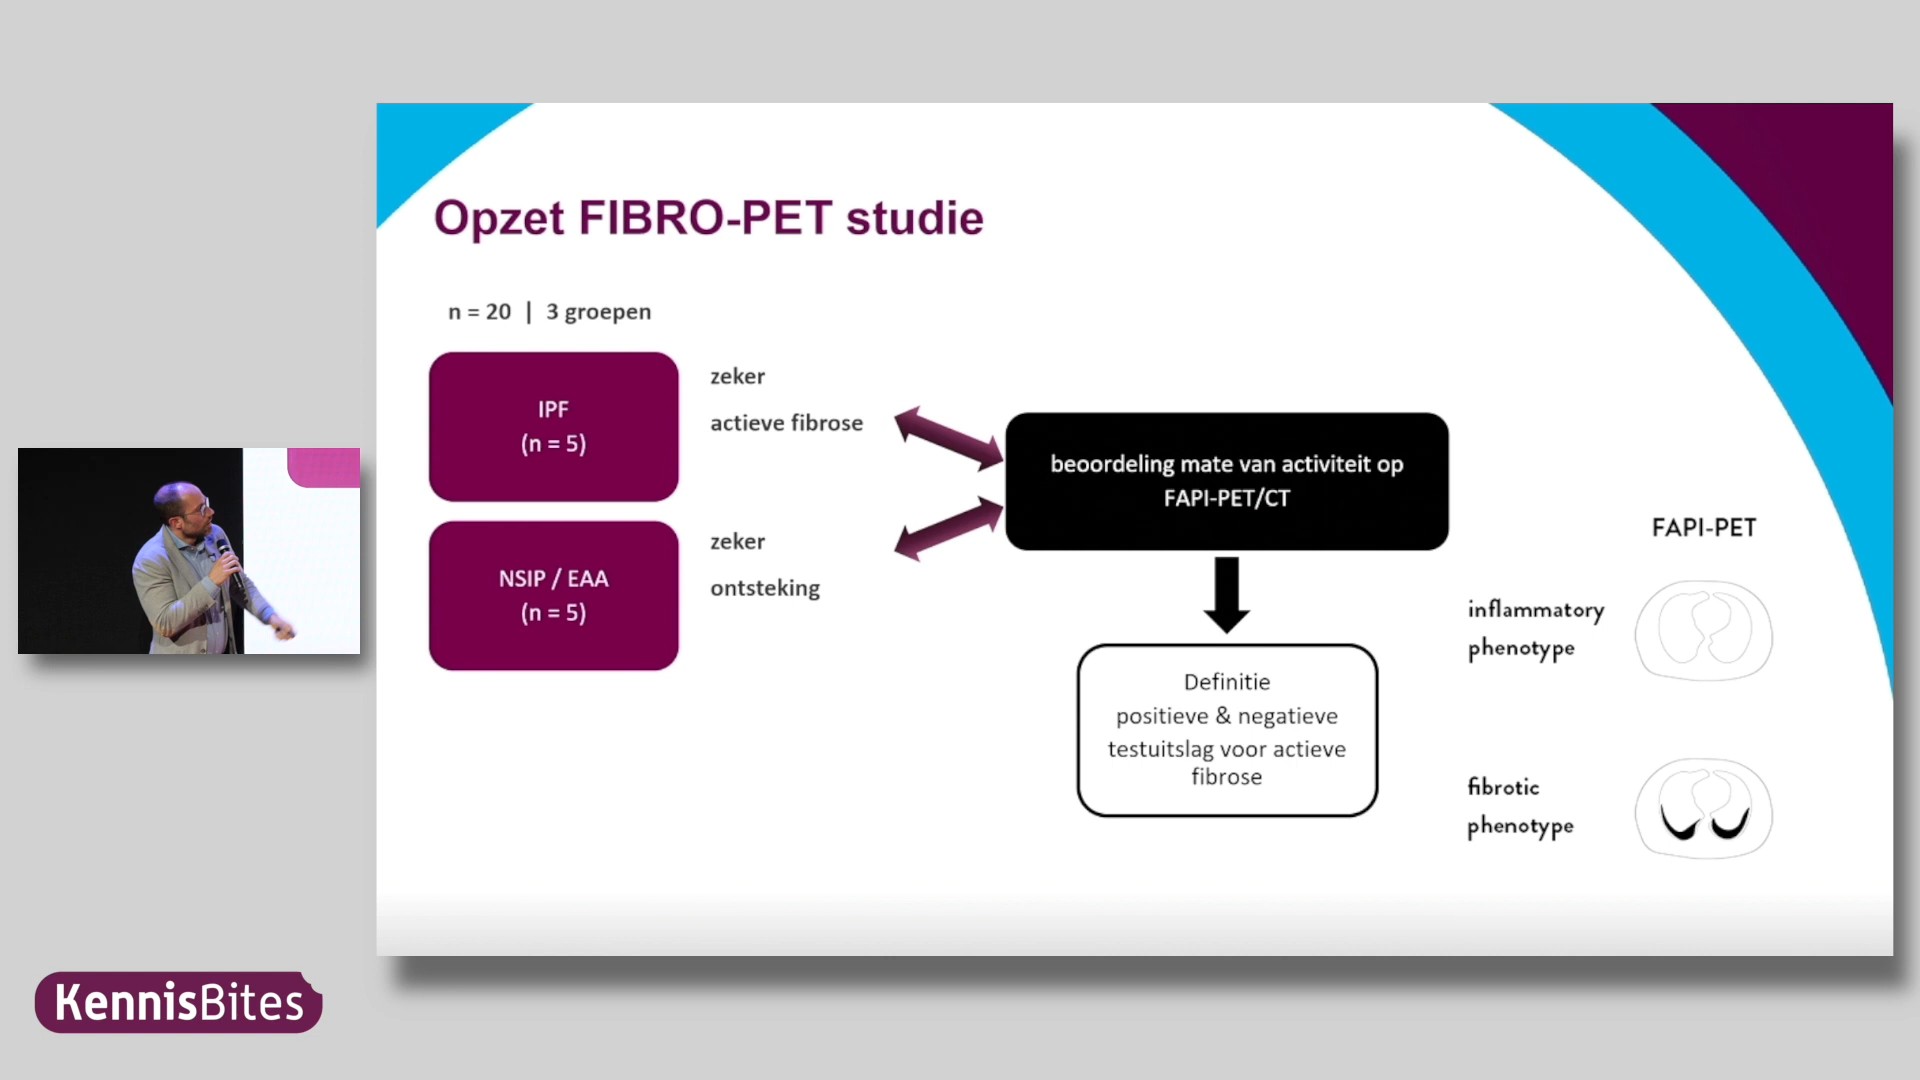 Opzet FIBRO-PET studie
n = 20 | 3 groepen
IPF
(n = 5)
zeker
actieve fibrose
NSIP / EAA
(n = 5)
zeker
ontsteking
beoordeling mate van activiteit op
FAPI-PET/CT
Definitie
positieve & negatieve
testuitslag voor actieve
fibrose
FAPI-PET
inflammatory
phenotype
fibrotic
phenotype
KennisBites